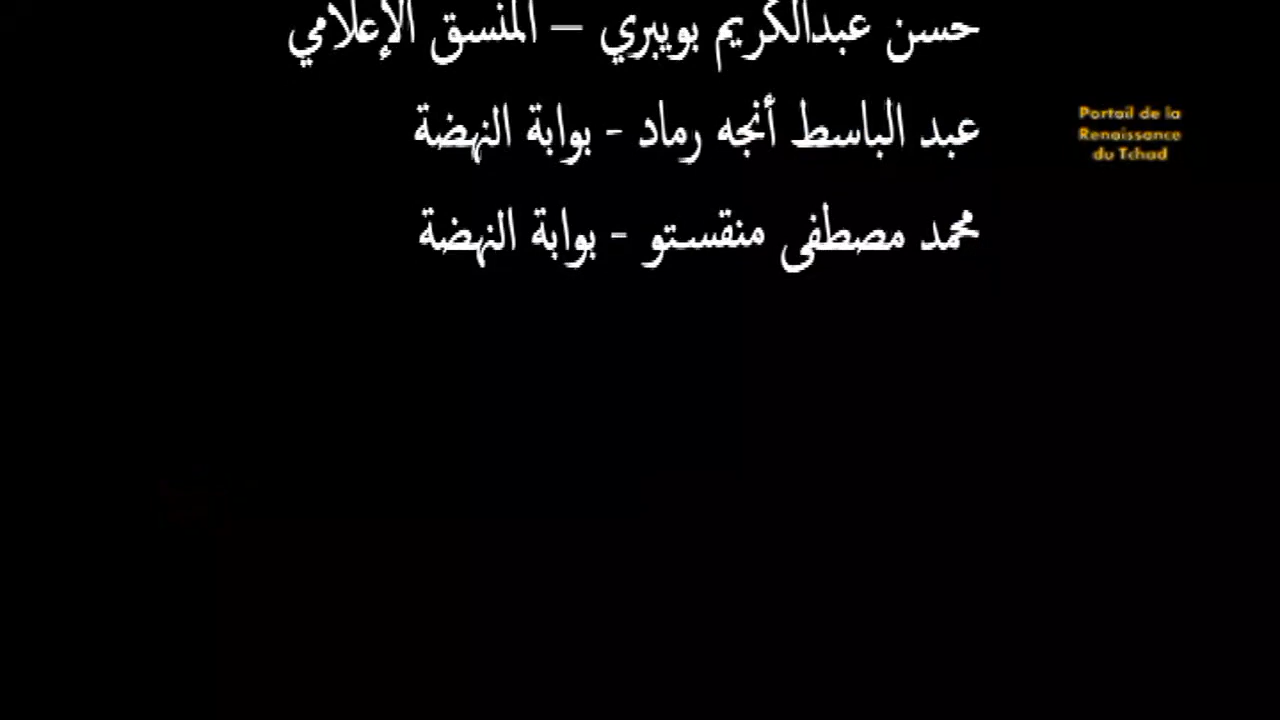 حسن عبدالكريم بويبري – المنسق الإعلامي
عبد الباسط أنجه رماد - بوابة النهضة
محمد مصطفى منقستو - بوابة النهضة
Portail de la
Renaissance
du Tchad